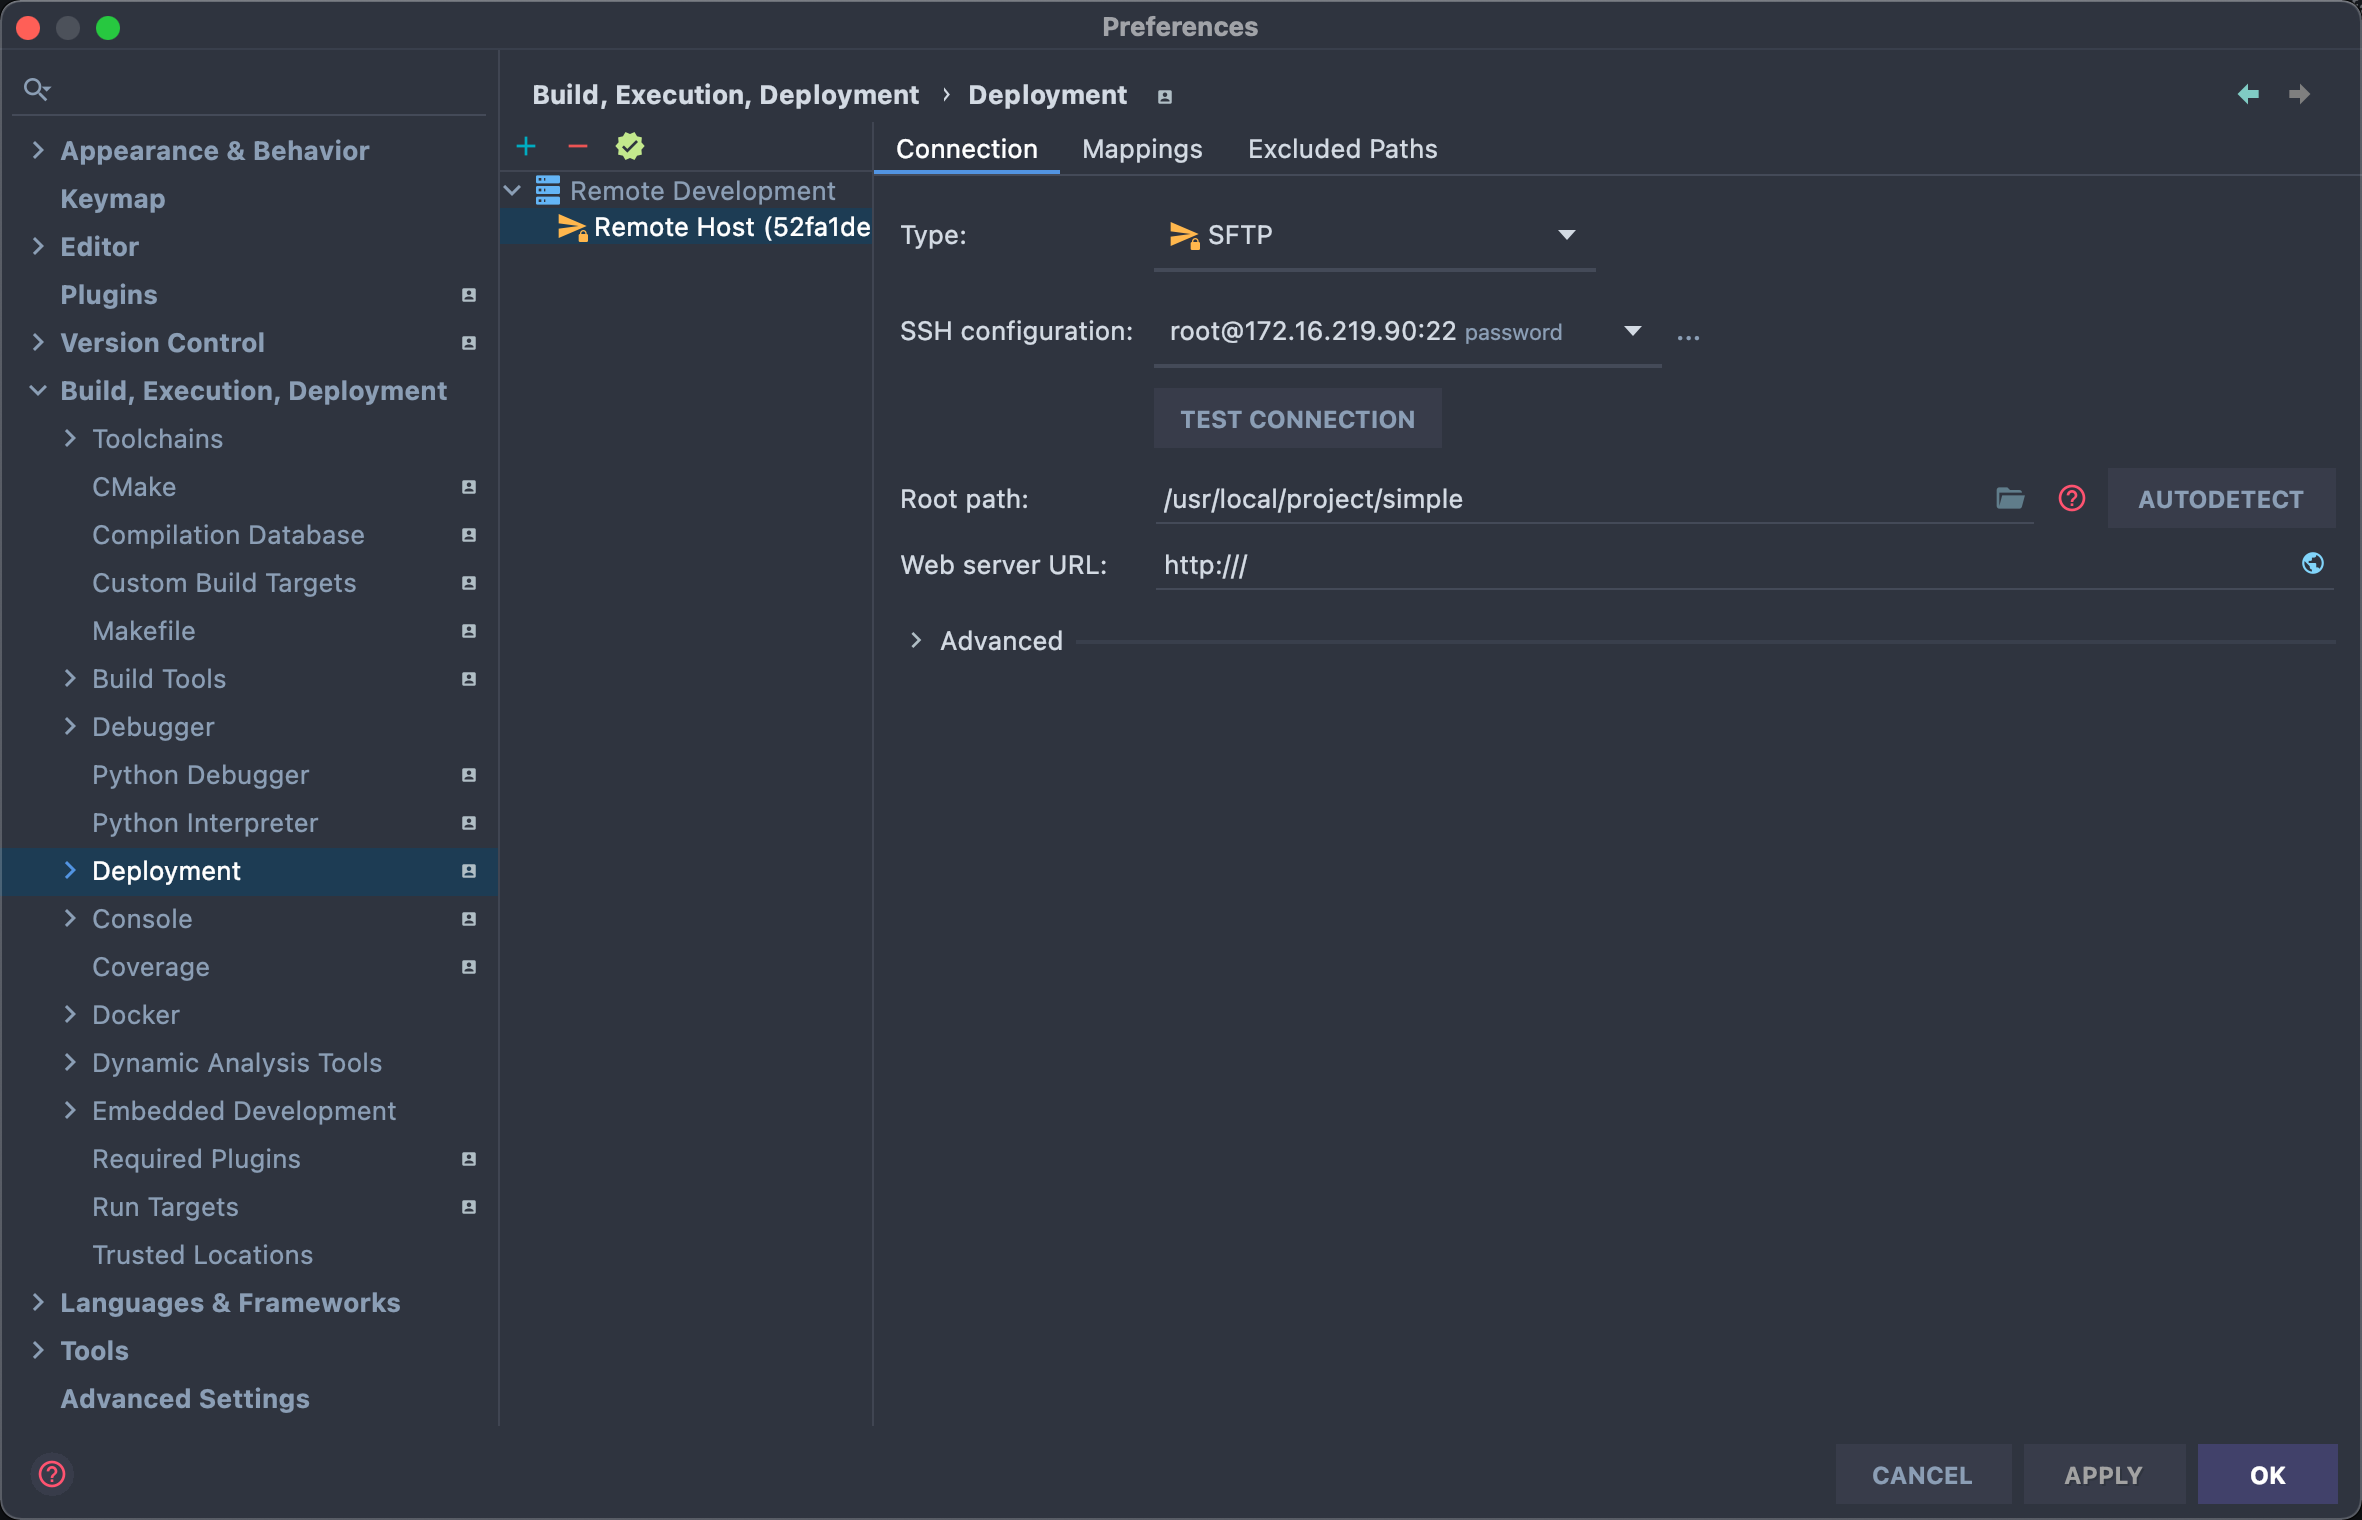 Preferences
Appearance & Behavior
Keymap
Editor
Plugins
Version Control
Build, Execution, Deployment
Toolchains
CMake
Compilation Database
Custom Build Targets
Makefile
Build Tools
Debugger
Python Debugger
Python Interpreter
Deployment
Console
Coverage
Docker
Dynamic Analysis Tools
Embedded Development
Required Plugins
Run Targets
Trusted Locations
Languages & Frameworks
Tools
Advanced Settings
Build, Execution, Deployment › Deployment
Remote Development
Remote Host (52fa1de
Connection Mappings Excluded Paths
Type: SFTP
SSH configuration: root@172.16.219.90:22 password ...
TEST CONNECTION
Root path: /usr/local/project/simple AUTODETECT
Web server URL: http:///
Advanced
CANCEL APPLY OK